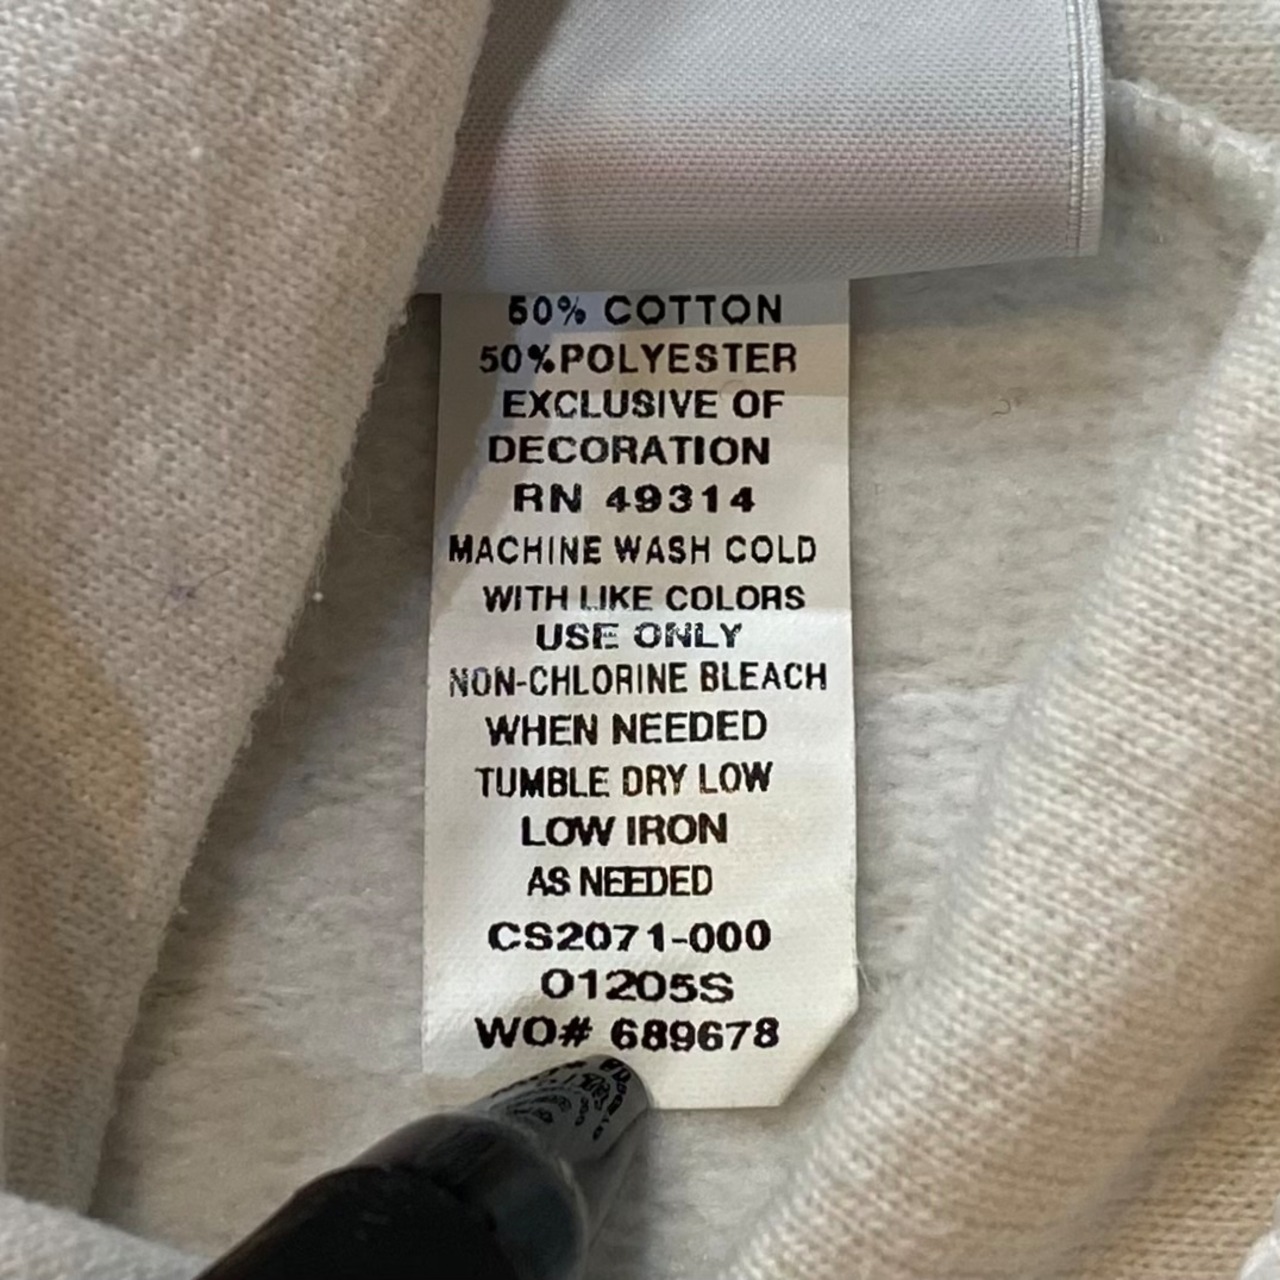 50% COTTON
50%POLYESTER
EXCLUSIVE OF
DECORATION
RN 49314
MACHINE WASH COLD
WITH LIKE COLORS
USE ONLY
NON-CHLORINE BLEACH
WHEN NEEDED
TUMBLE DRY LOW
LOW IRON
AS NEEDED
CS2071-000
01205S
WO# 689678